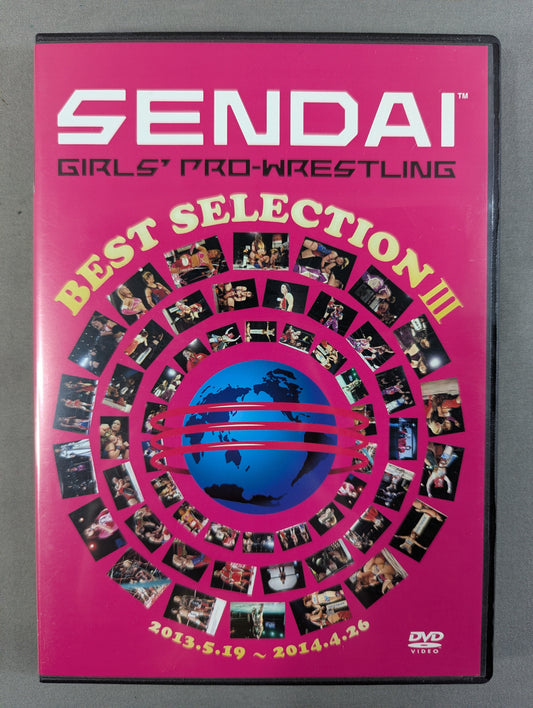 SENDAI™
GIRLS' PRO-WRESTLING
BEST SELECTION III
2013.5.19 ~ 2014.4.26
DVD
VIDEO